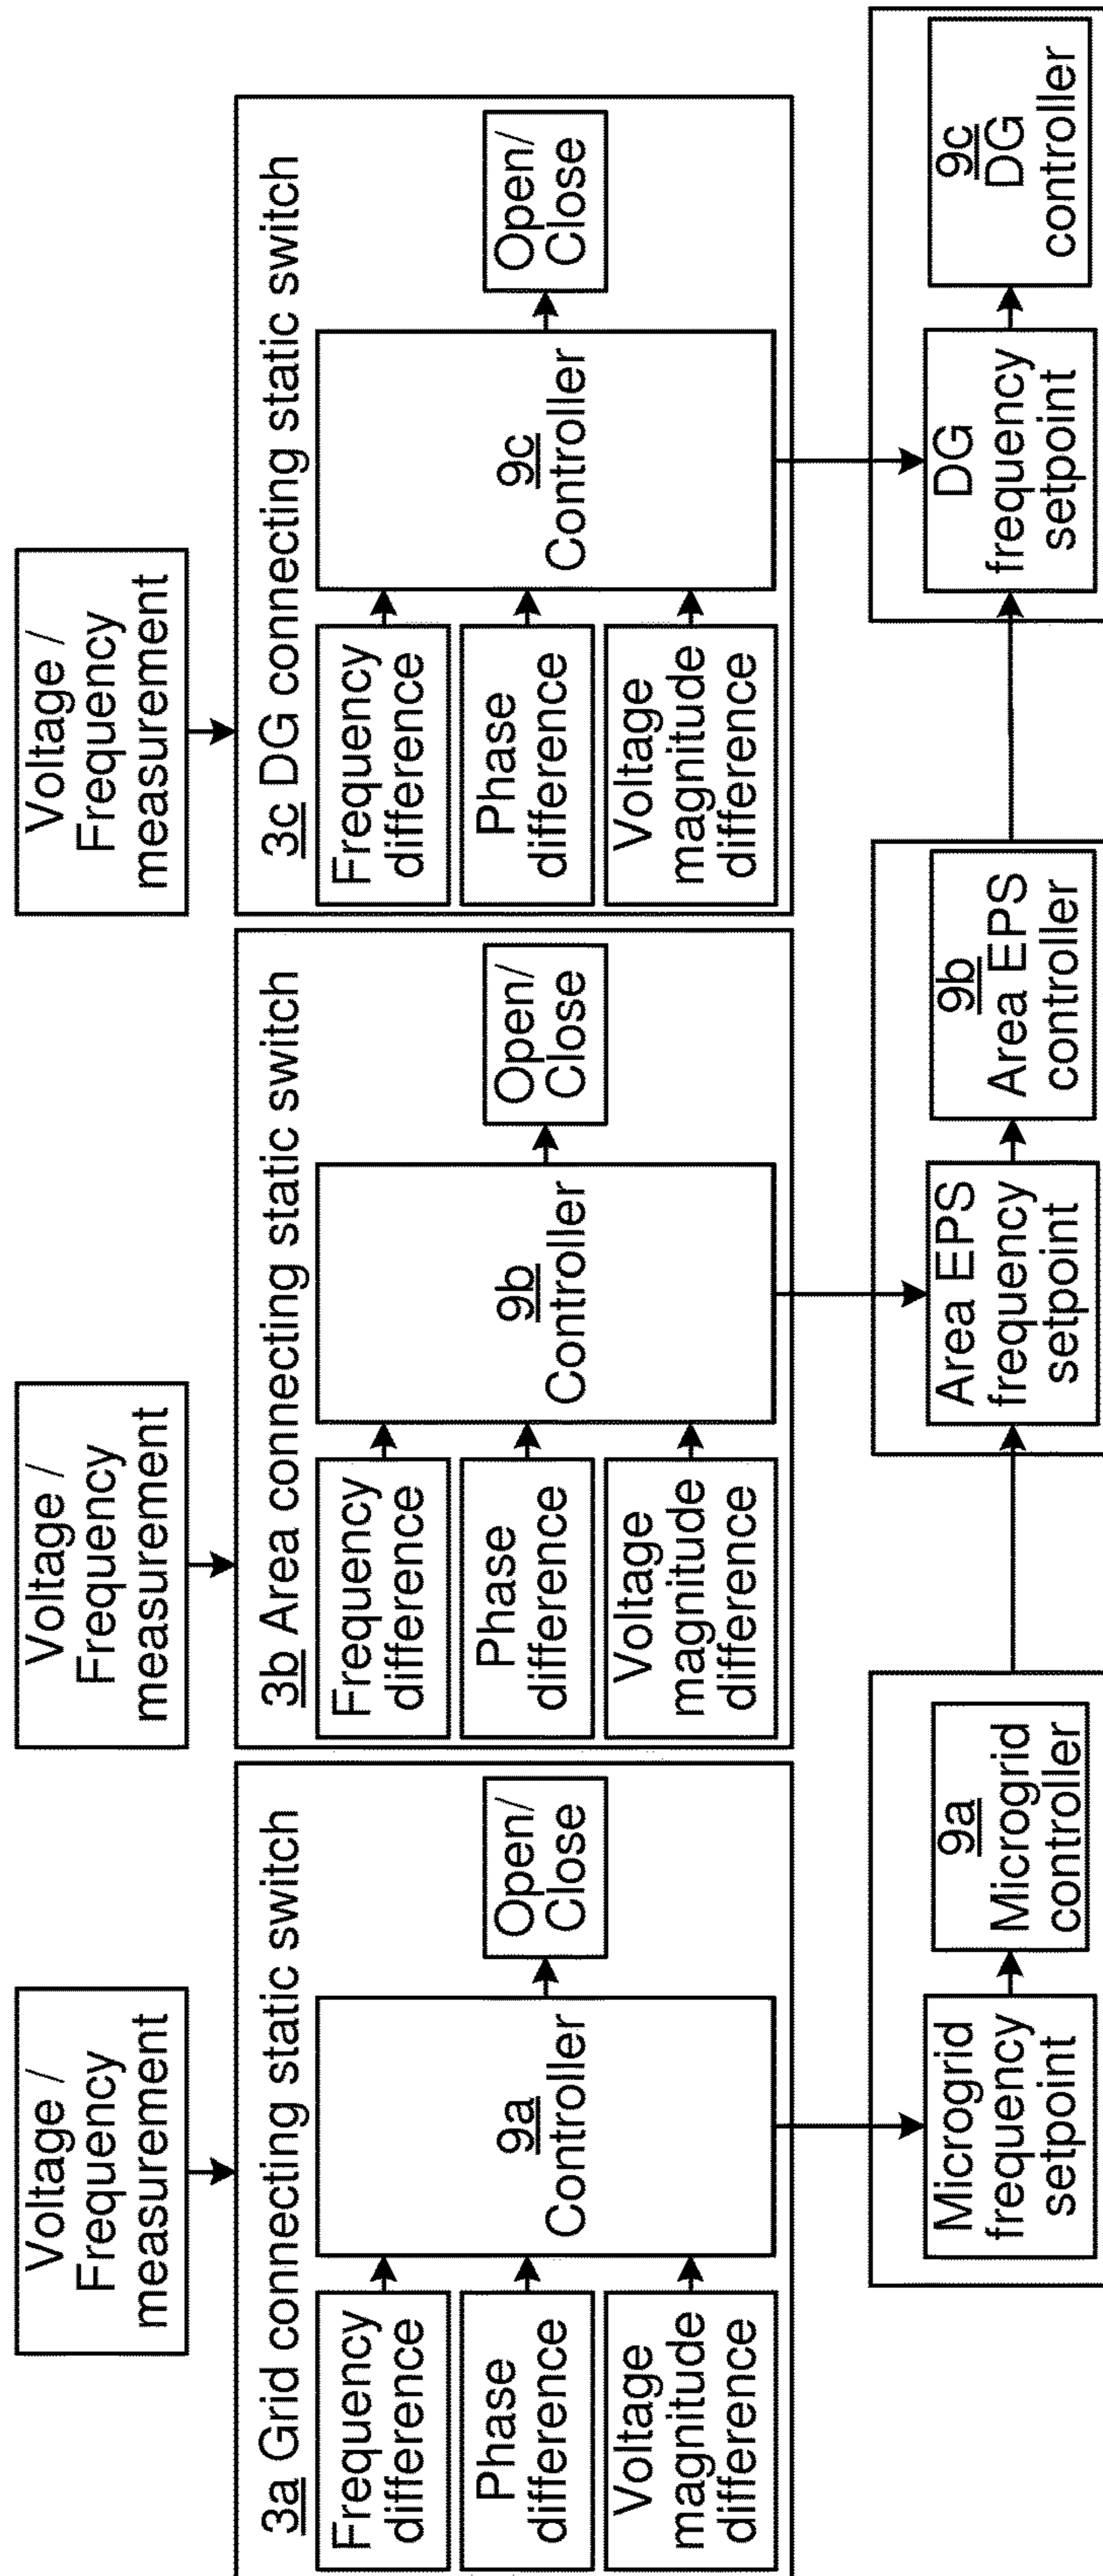 Voltage /
Frequency
measurement
3a Grid connecting static switch
Frequency
difference
Phase
difference
Voltage
magnitude
difference
9a
Controller
Open/
Close
Microgrid
frequency
setpoint
9a
Microgrid
controller
Voltage /
Frequency
measurement
3b Area connecting static switch
Frequency
difference
Phase
difference
Voltage
magnitude
difference
9b
Controller
Open/
Close
Area EPS
frequency
setpoint
9b
Area EPS
controller
Voltage /
Frequency
measurement
3c DG connecting static switch
Frequency
difference
Phase
difference
Voltage
magnitude
difference
9c
Controller
Open/
Close
DG
frequency
setpoint
9c
DG
controller